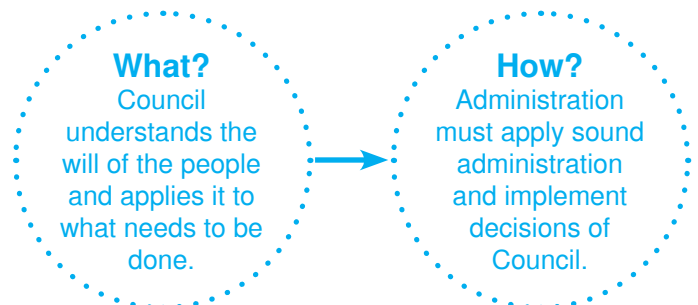 What?
Council
understands the
will of the people
and applies it to
what needs to be
done.
How?
Administration
must apply sound
administration
and implement
decisions of
Council.